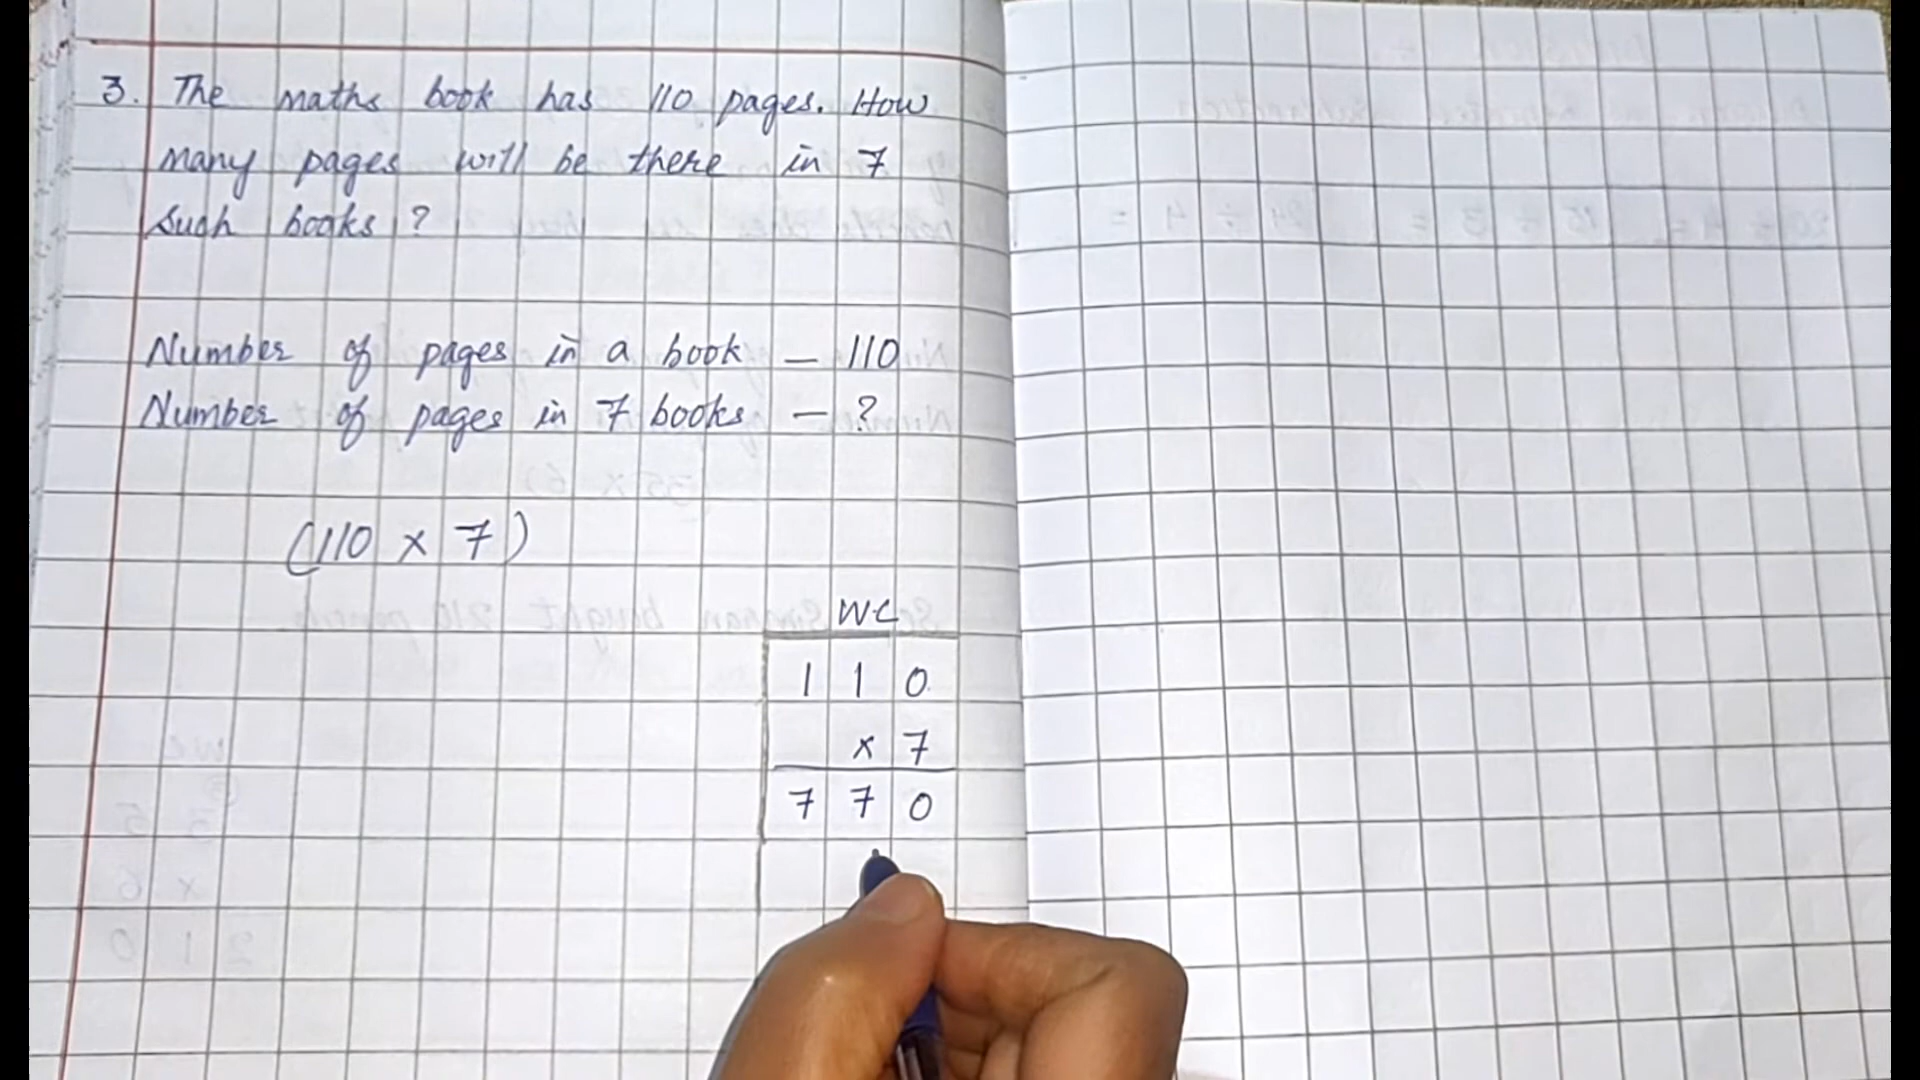 3. The maths book has 110 pages. How
many pages will be there in 7
such books ?
Number of pages in a book – 110
Number of pages in 7 books – ?
(110 x 7)
WC
1 1 0
x 7
7 7 0